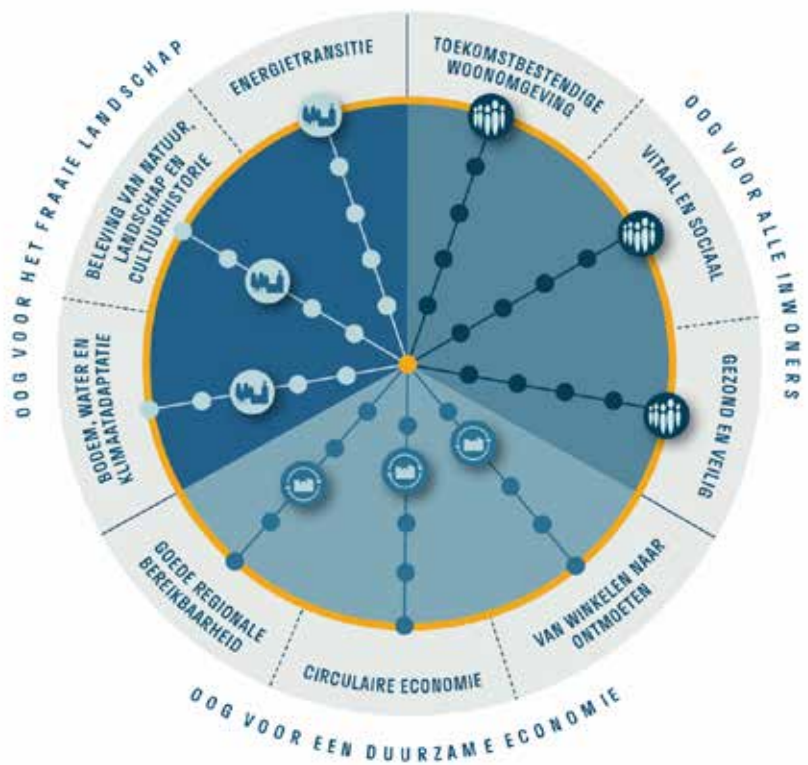 OOG VOOR HET FRAAIE LANDSCHAP
ENERGIETRANSITIE
BELEVING VAN NATUUR,
LANDSCHAP EN
CULTUURHISTORIE
BODEM, WATER EN
KLIMAATADAPTATIE
OOG VOOR ALLE INWONERS
TOEKOMSTBESTENDIGE
WOONOMGEVING
VITAAL EN SOCIAAL
GEZOND EN VEILIG
VAN WINKELEN NAAR
ONTMOETEN
CIRCULAIRE ECONOMIE
GOEDE REGIONALE
BEREIKBAARHEID
OOG VOOR EEN DUURZAME ECONOMIE